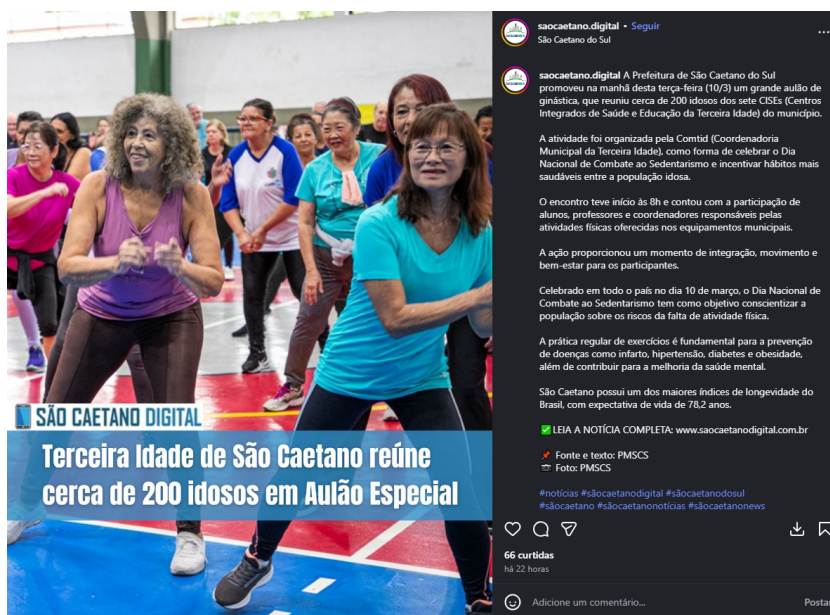 SÃO CAETANO DIGITAL
Terceira Idade de São Caetano reúne
cerca de 200 idosos em Aulão Especial
saocaetano.digital • Seguir
São Caetano do Sul
saocaetano.digital A Prefeitura de São Caetano do Sul
promoveu na manhã desta terça-feira (10/3) um grande aulão de
ginástica, que reuniu cerca de 200 idosos dos sete CISEs (Centros
Integrados de Saúde e Educação da Terceira Idade) do município.
A atividade foi organizada pela Comtid (Coordenadoria
Municipal da Terceira Idade), como forma de celebrar o Dia
Nacional de Combate ao Sedentarismo e incentivar hábitos mais
saudáveis entre a população idosa.
O encontro teve início às 8h e contou com a participação de
alunos, professores e coordenadores responsáveis pelas
atividades físicas oferecidas nos equipamentos municipais.
A ação proporcionou um momento de integração, movimento e
bem-estar para os participantes.
Celebrado em todo o país no dia 10 de março, o Dia Nacional de
Combate ao Sedentarismo tem como objetivo conscientizar a
população sobre os riscos da falta de atividade física.
A prática regular de exercícios é fundamental para a prevenção
de doenças como infarto, hipertensão, diabetes e obesidade,
além de contribuir para a melhoria da saúde mental.
São Caetano possui um dos maiores índices de longevidade do
Brasil, com expectativa de vida de 78,2 anos.
✅ LEIA A NOTÍCIA COMPLETA: www.saocaetanodigital.com.br
📌 Fonte e texto: PMSCS
📷 Foto: PMSCS
#notícias #sãocaetanodigital #sãocaetanodosul
#sãocaetano #sãocaetanonotícias #sãocaetanonews
66 curtidas
há 22 horas
Adicione um comentário...
Postar